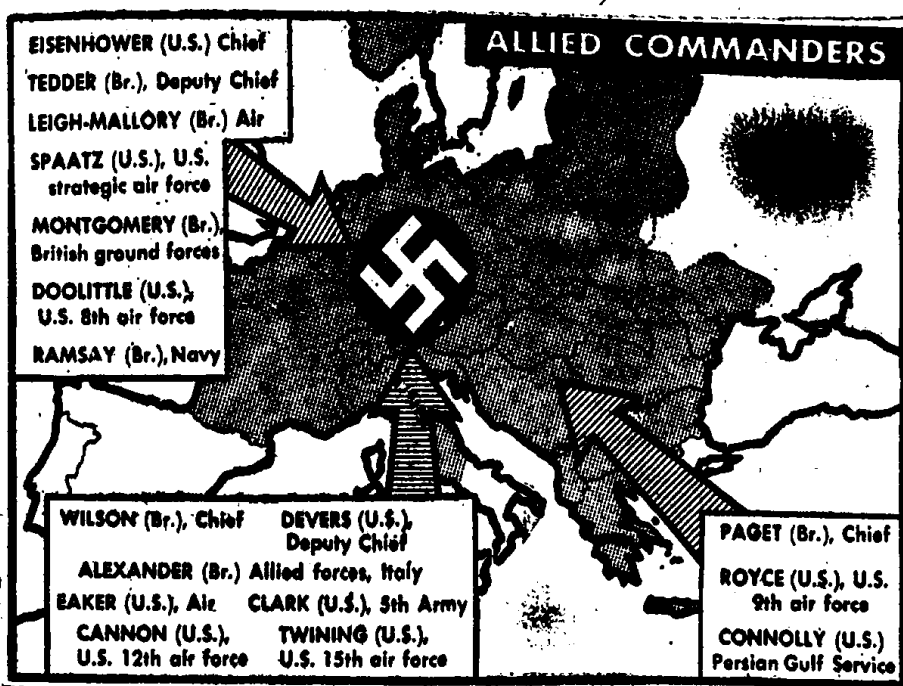 ALLIED COMMANDERS
EISENHOWER (U.S.) Chief
TEDDER (Br.), Deputy Chief
LEIGH-MALLORY (Br.) Air
SPAATZ (U.S.), U.S.
strategic air force
MONTGOMERY (Br.),
British ground forces
DOOLITTLE (U.S.),
U.S. 8th air force
RAMSAY (Br.), Navy
WILSON (Br.), Chief
DEVERS (U.S.),
Deputy Chief
ALEXANDER (Br.) Allied forces, Italy
EAKER (U.S.), Air
CLARK (U.S.), 5th Army
CANNON (U.S.),
U.S. 12th air force
TWINING (U.S.),
U.S. 15th air force
PAGET (Br.), Chief
ROYCE (U.S.), U.S.
9th air force
CONNOLLY (U.S.)
Persian Gulf Service